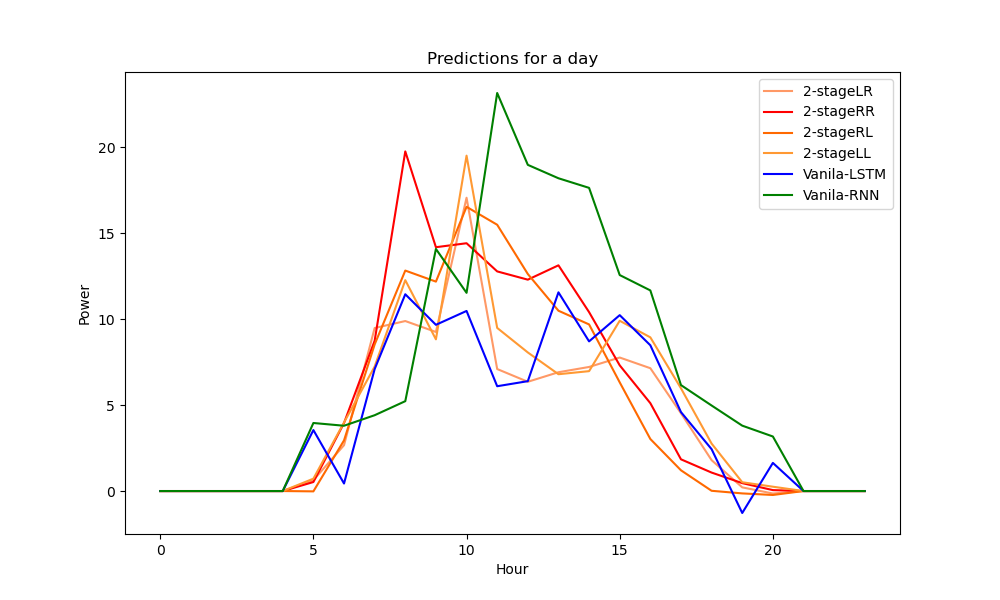 Predictions for a day
2-stageLR
2-stageRR
2-stageRL
2-stageLL
Vanila-LSTM
Vanila-RNN
20
15
10
5
0
Power
0 5 10 15 20
Hour